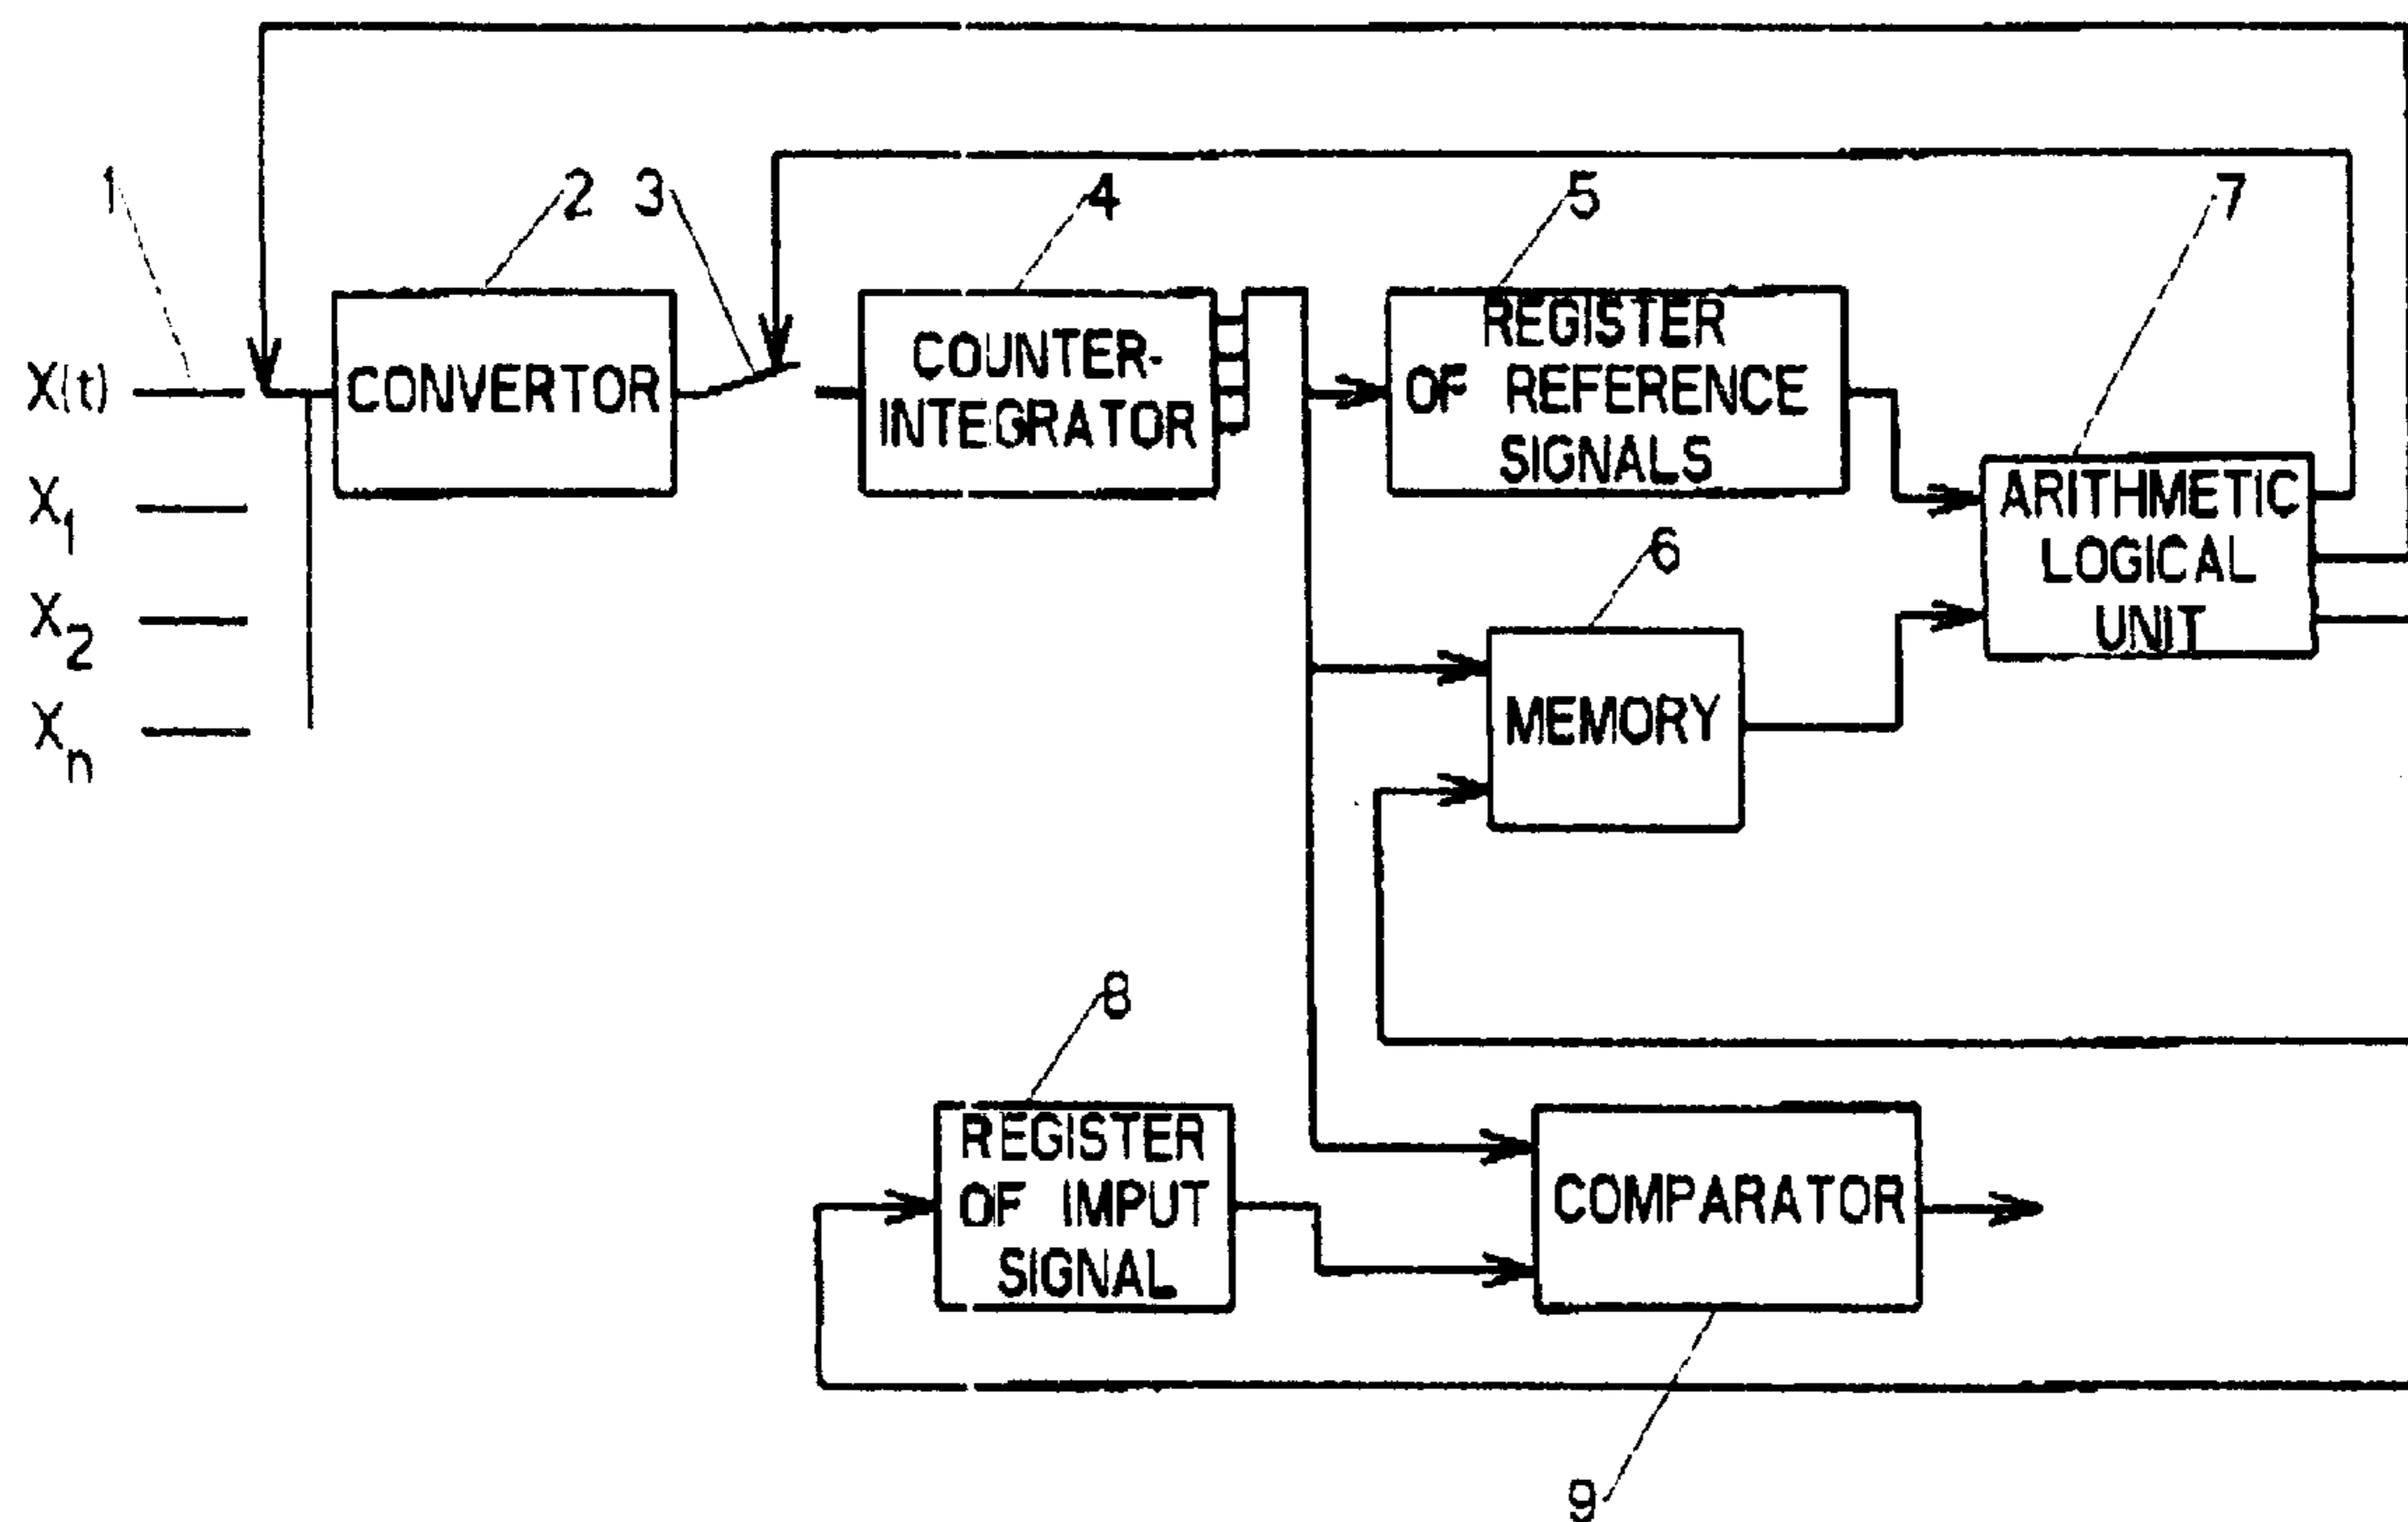 1
2
3
4
5
7
X(t)
CONVERTOR
COUNTER-
INTEGRATOR
REGISTER
OF REFERENCE
SIGNALS
X1
X2
Xn
ARITHMETIC
LOGICAL
UNIT
6
MEMORY
8
REGISTER
OF IMPUT
SIGNAL
COMPARATOR
9